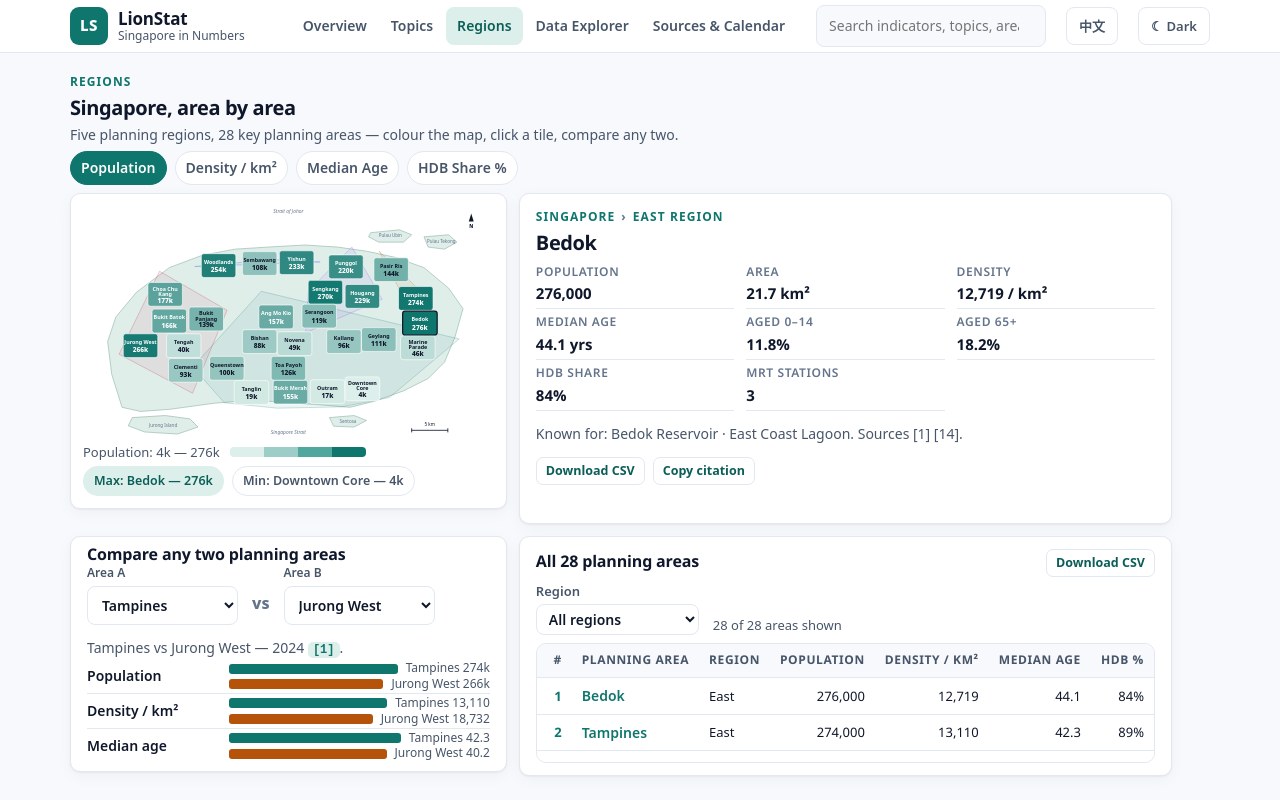 LS
LionStat
Singapore in Numbers
Overview
Topics
Regions
Data Explorer
Sources & Calendar
Search indicators, topics, are
中文
☾ Dark
REGIONS
Singapore, area by area
Five planning regions, 28 key planning areas — colour the map, click a tile, compare any two.
Population
Density / km²
Median Age
HDB Share %
Strait of Johor
N
Pulau Ubin
Pulau Tekong
Woodlands
254k
Sembawang
108k
Yishun
233k
Punggol
220k
Pasir Ris
144k
Choa Chu
Kang
177k
Sengkang
270k
Hougang
229k
Tampines
274k
Bukit Batok
166k
Bukit
Panjang
139k
Ang Mo Kio
157k
Serangoon
119k
Bedok
276k
Jurong West
266k
Tengah
40k
Bishan
88k
Novena
49k
Kallang
96k
Geylang
111k
Marine
Parade
46k
Clementi
93k
Queenstown
100k
Toa Payoh
126k
Tanglin
19k
Bukit Merah
155k
Outram
17k
Downtown
Core
4k
Jurong Island
Sentosa
Singapore Strait
5 km
Population: 4k — 276k
Max: Bedok — 276k
Min: Downtown Core — 4k
SINGAPORE › EAST REGION
Bedok
POPULATION
276,000
AREA
21.7 km²
DENSITY
12,719 / km²
MEDIAN AGE
44.1 yrs
AGED 0–14
11.8%
AGED 65+
18.2%
HDB SHARE
84%
MRT STATIONS
3
Known for: Bedok Reservoir · East Coast Lagoon. Sources [1] [14].
Download CSV
Copy citation
Compare any two planning areas
Area A
Tampines
VS
Area B
Jurong West
Tampines vs Jurong West — 2024 [1].
Population
Tampines 274k
Jurong West 266k
Density / km²
Tampines 13,110
Jurong West 18,732
Median age
Tampines 42.3
Jurong West 40.2
All 28 planning areas
Download CSV
Region
All regions
28 of 28 areas shown
# PLANNING AREA REGION POPULATION DENSITY / KM² MEDIAN AGE HDB %
1 Bedok East 276,000 12,719 44.1 84%
2 Tampines East 274,000 13,110 42.3 89%